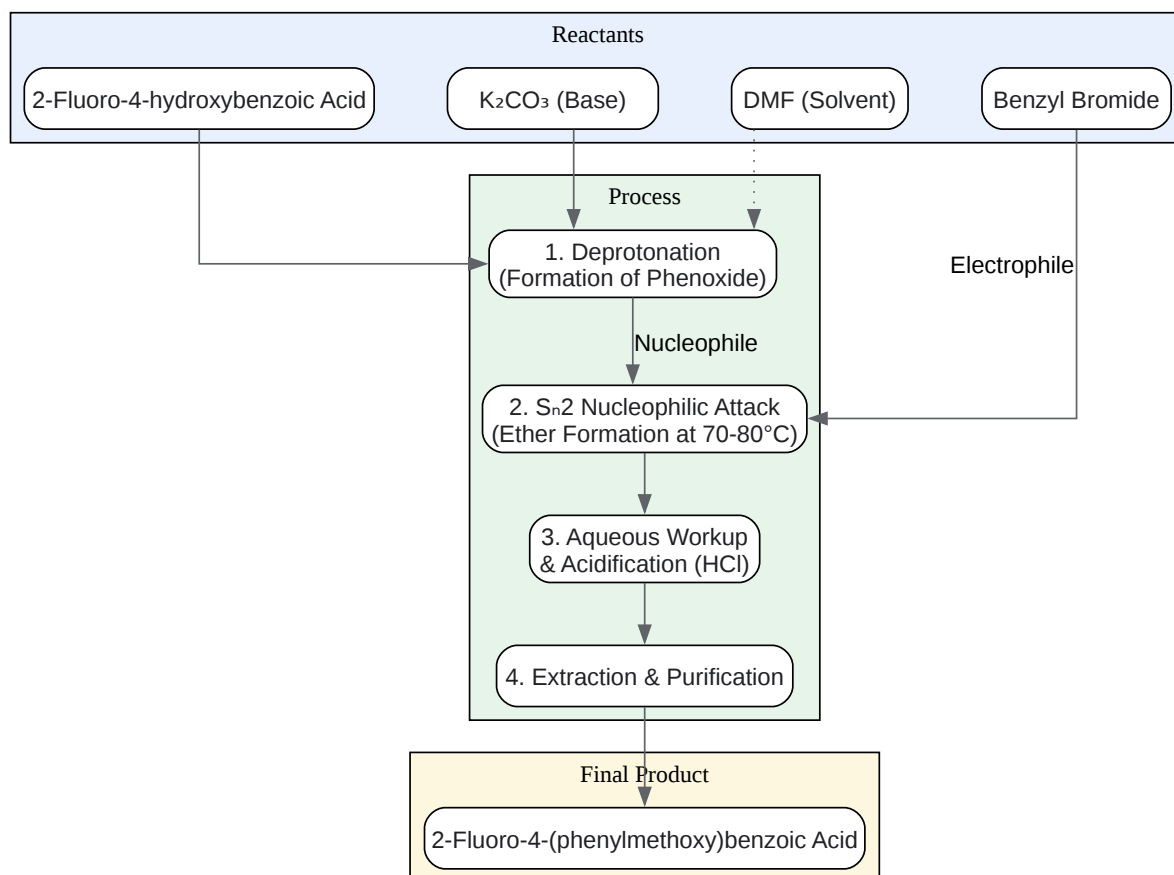 Reactants
2-Fluoro-4-hydroxybenzoic Acid
K₂CO₃ (Base)
DMF (Solvent)
Benzyl Bromide
Process
1. Deprotonation
(Formation of Phenoxide)
Electrophile
Nucleophile
2. Sₙ2 Nucleophilic Attack
(Ether Formation at 70-80°C)
3. Aqueous Workup
& Acidification (HCl)
4. Extraction & Purification
Final Product
2-Fluoro-4-(phenylmethoxy)benzoic Acid